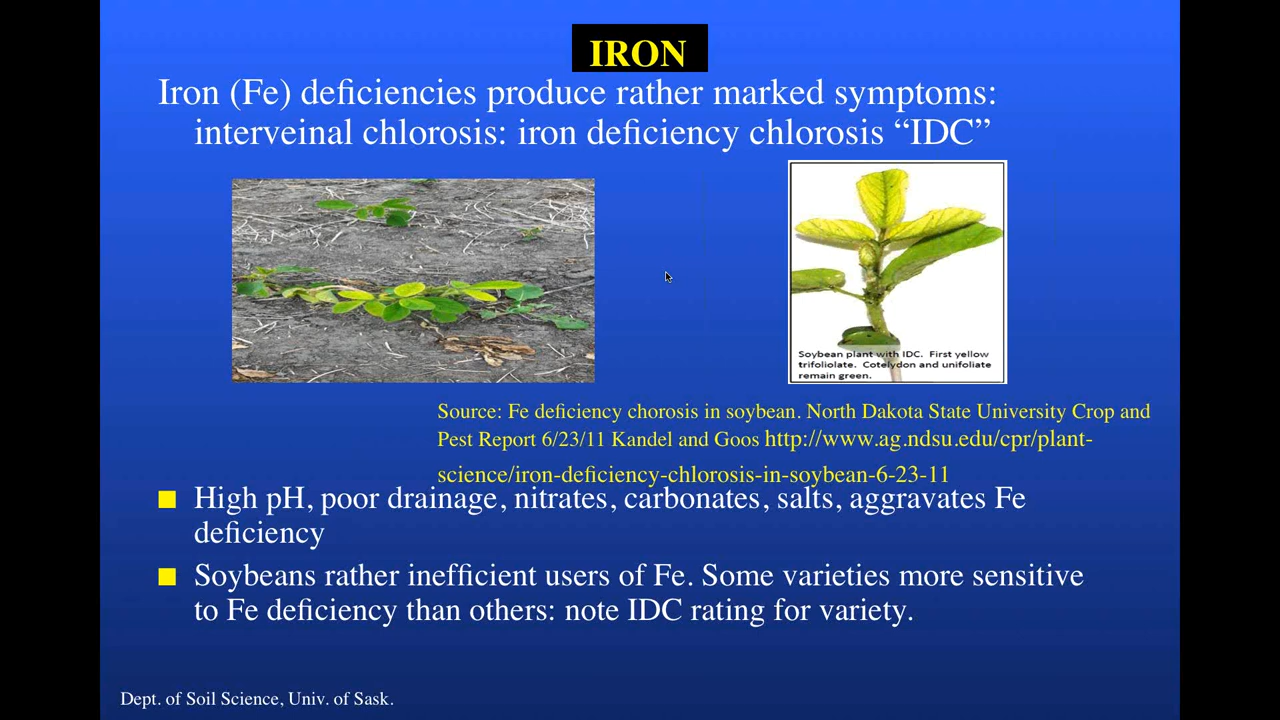 IRON
Iron (Fe) deficiencies produce rather marked symptoms:
interveinal chlorosis: iron deficiency chlorosis “IDC”
Soybean plant with IDC. First yellow
trifoliolate. Cotelydon and unifoliate
remain green.
Source: Fe deficiency chorosis in soybean. North Dakota State University Crop and
Pest Report 6/23/11 Kandel and Goos http://www.ag.ndsu.edu/cpr/plant-
science/iron-deficiency-chlorosis-in-soybean-6-23-11
High pH, poor drainage, nitrates, carbonates, salts, aggravates Fe
deficiency
Soybeans rather inefficient users of Fe. Some varieties more sensitive
to Fe deficiency than others: note IDC rating for variety.
Dept. of Soil Science, Univ. of Sask.